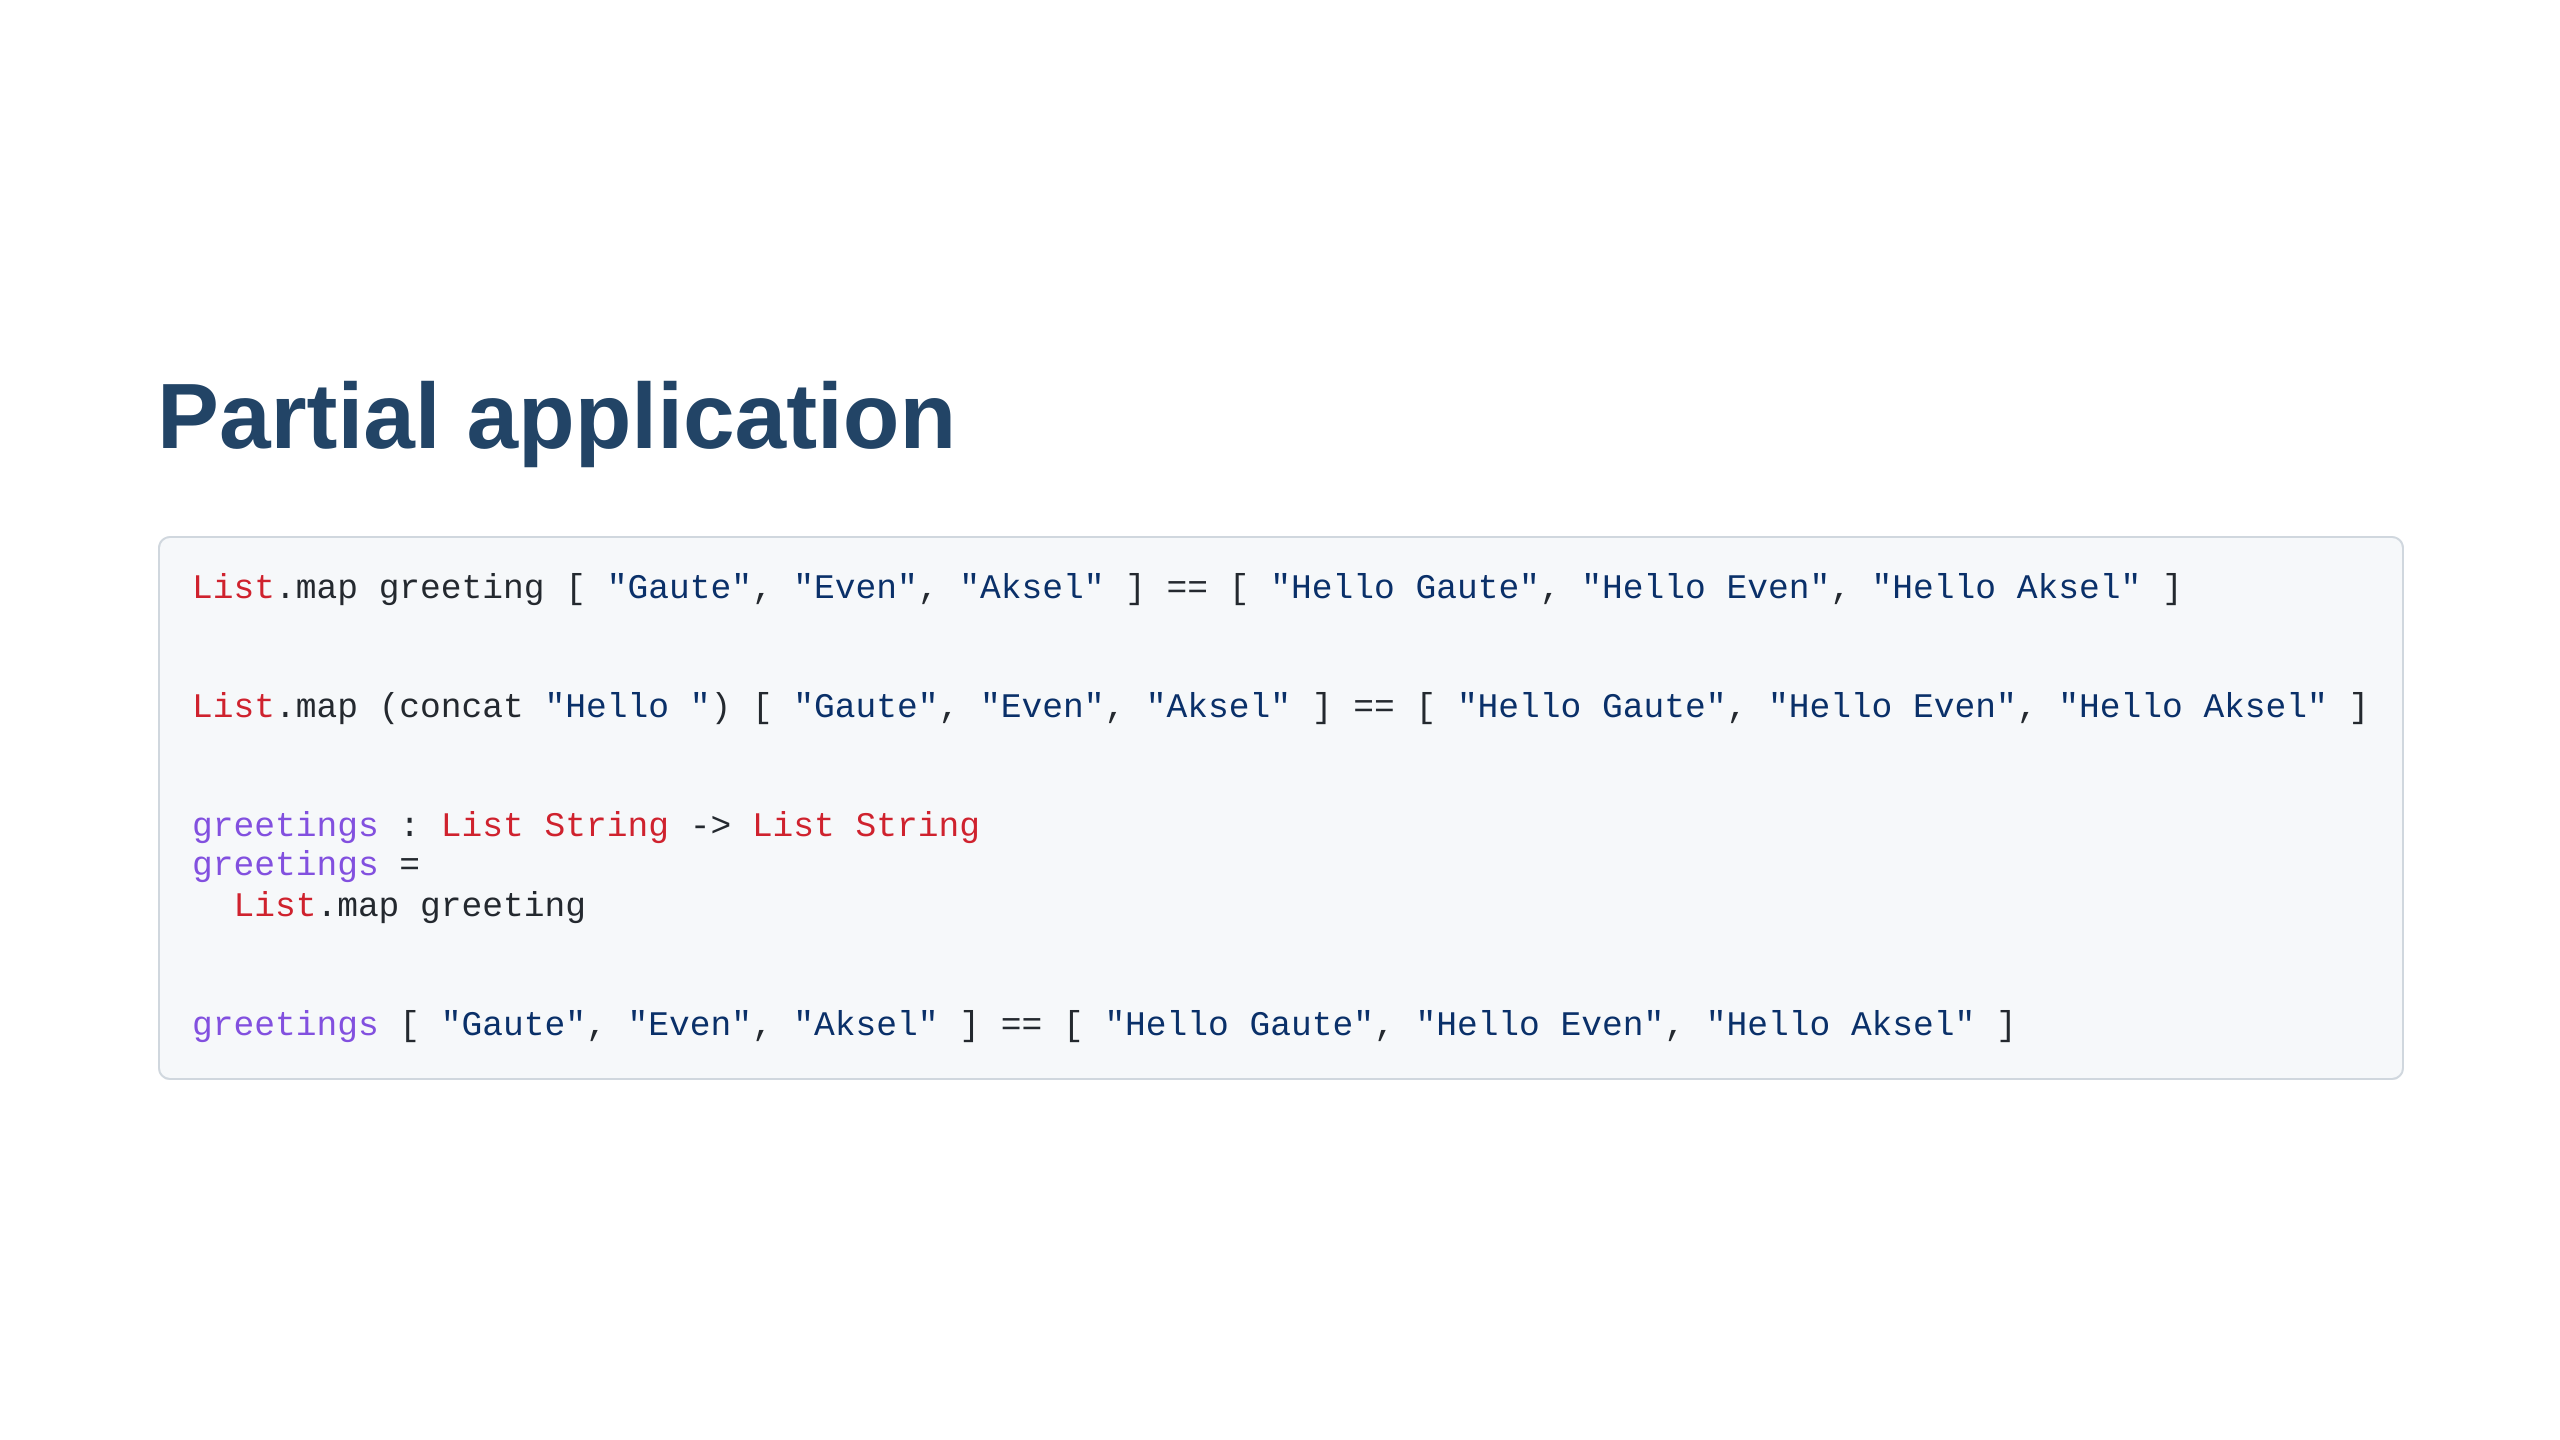 Partial application
List.map greeting [ "Gaute", "Even", "Aksel" ] == [ "Hello Gaute", "Hello Even", "Hello Aksel" ]
List.map (concat "Hello ") [ "Gaute", "Even", "Aksel" ] == [ "Hello Gaute", "Hello Even", "Hello Aksel" ]
greetings : List String -> List String
greetings =
  List.map greeting
greetings [ "Gaute", "Even", "Aksel" ] == [ "Hello Gaute", "Hello Even", "Hello Aksel" ]